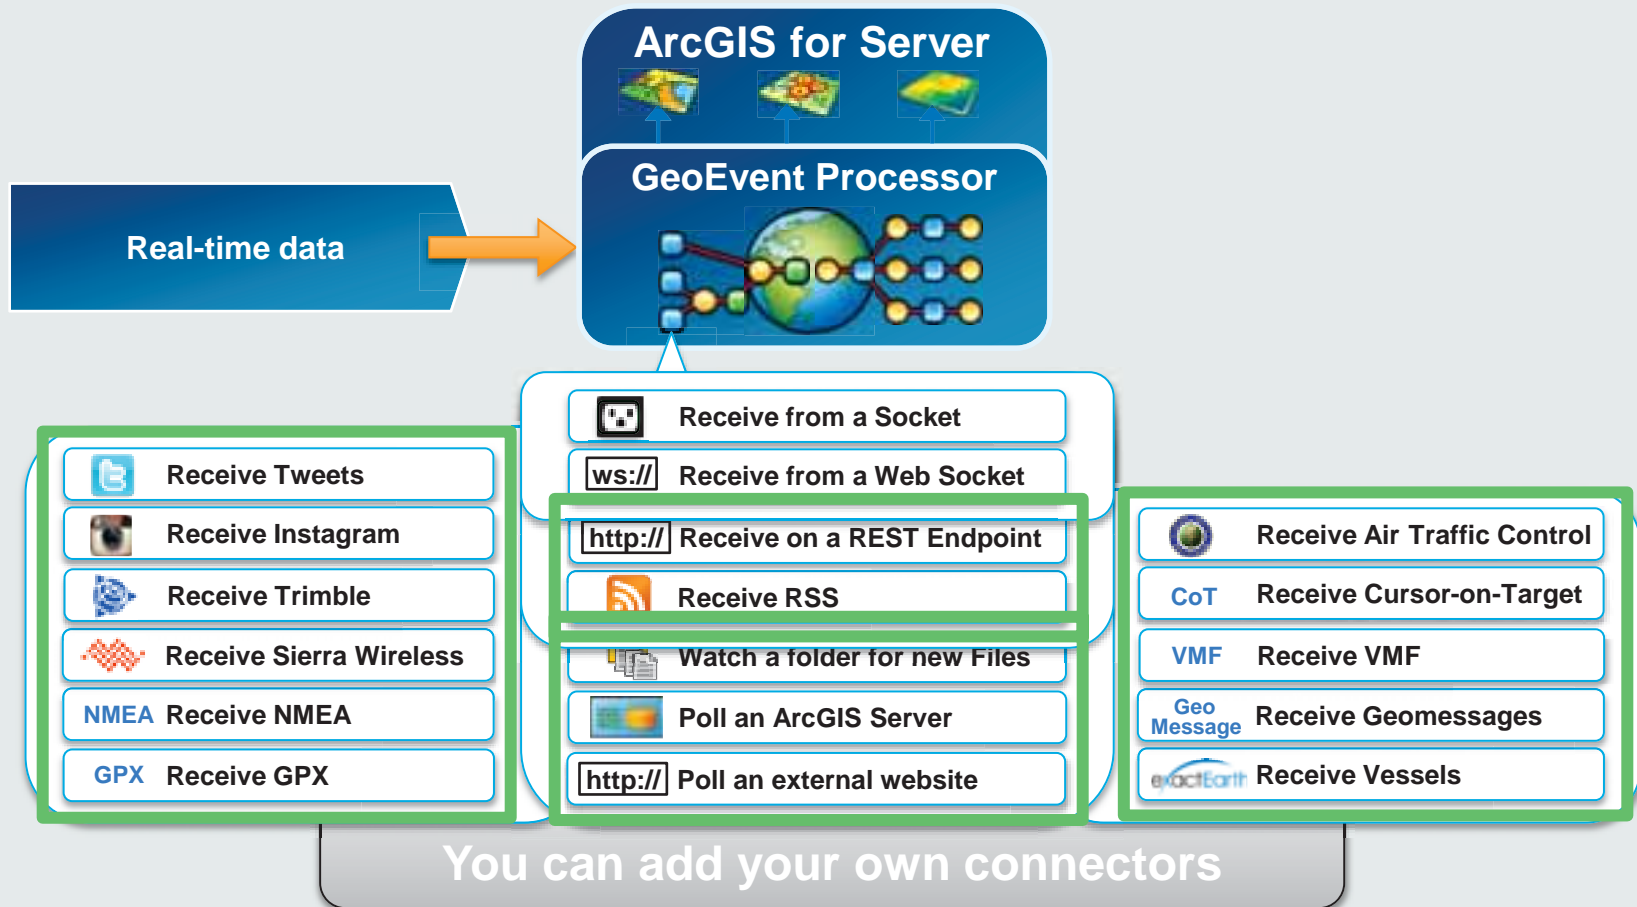 ArcGIS for Server
GeoEvent Processor
Real-time data
Receive from a Socket
ws:// Receive from a Web Socket
http:// Receive on a REST Endpoint
Receive RSS
Watch a folder for new Files
Poll an ArcGIS Server
http:// Poll an external website
Receive Tweets
Receive Instagram
Receive Trimble
Receive Sierra Wireless
NMEA Receive NMEA
GPX Receive GPX
Receive Air Traffic Control
CoT Receive Cursor-on-Target
VMF Receive VMF
Geo
Message Receive Geomessages
exactEarth Receive Vessels
You can add your own connectors